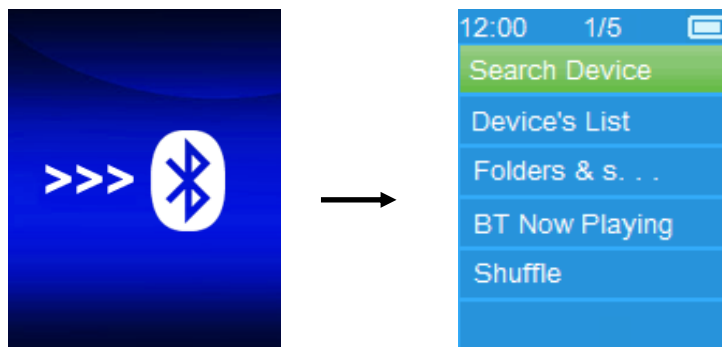 >>>
12:00 1/5
Search Device
Device's List
Folders & s. . .
BT Now Playing
Shuffle